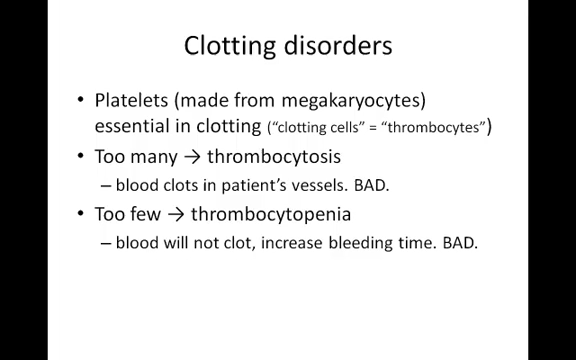 Clotting disorders
• Platelets (made from megakaryocytes)
essential in clotting (“clotting cells” = “thrombocytes”)
• Too many → thrombocytosis
– blood clots in patient’s vessels. BAD.
• Too few → thrombocytopenia
– blood will not clot, increase bleeding time. BAD.